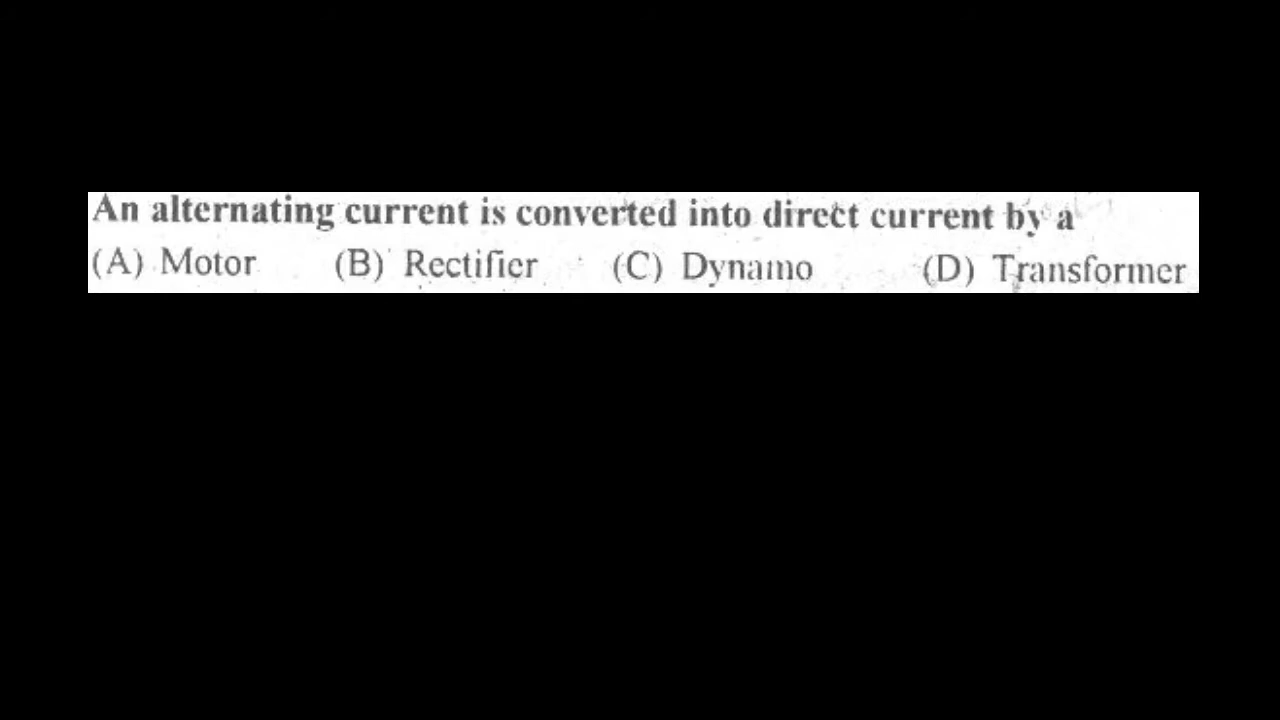 An alternating current is converted into direct current by a
(A) Motor (B) Rectifier (C) Dynamo (D) Transformer